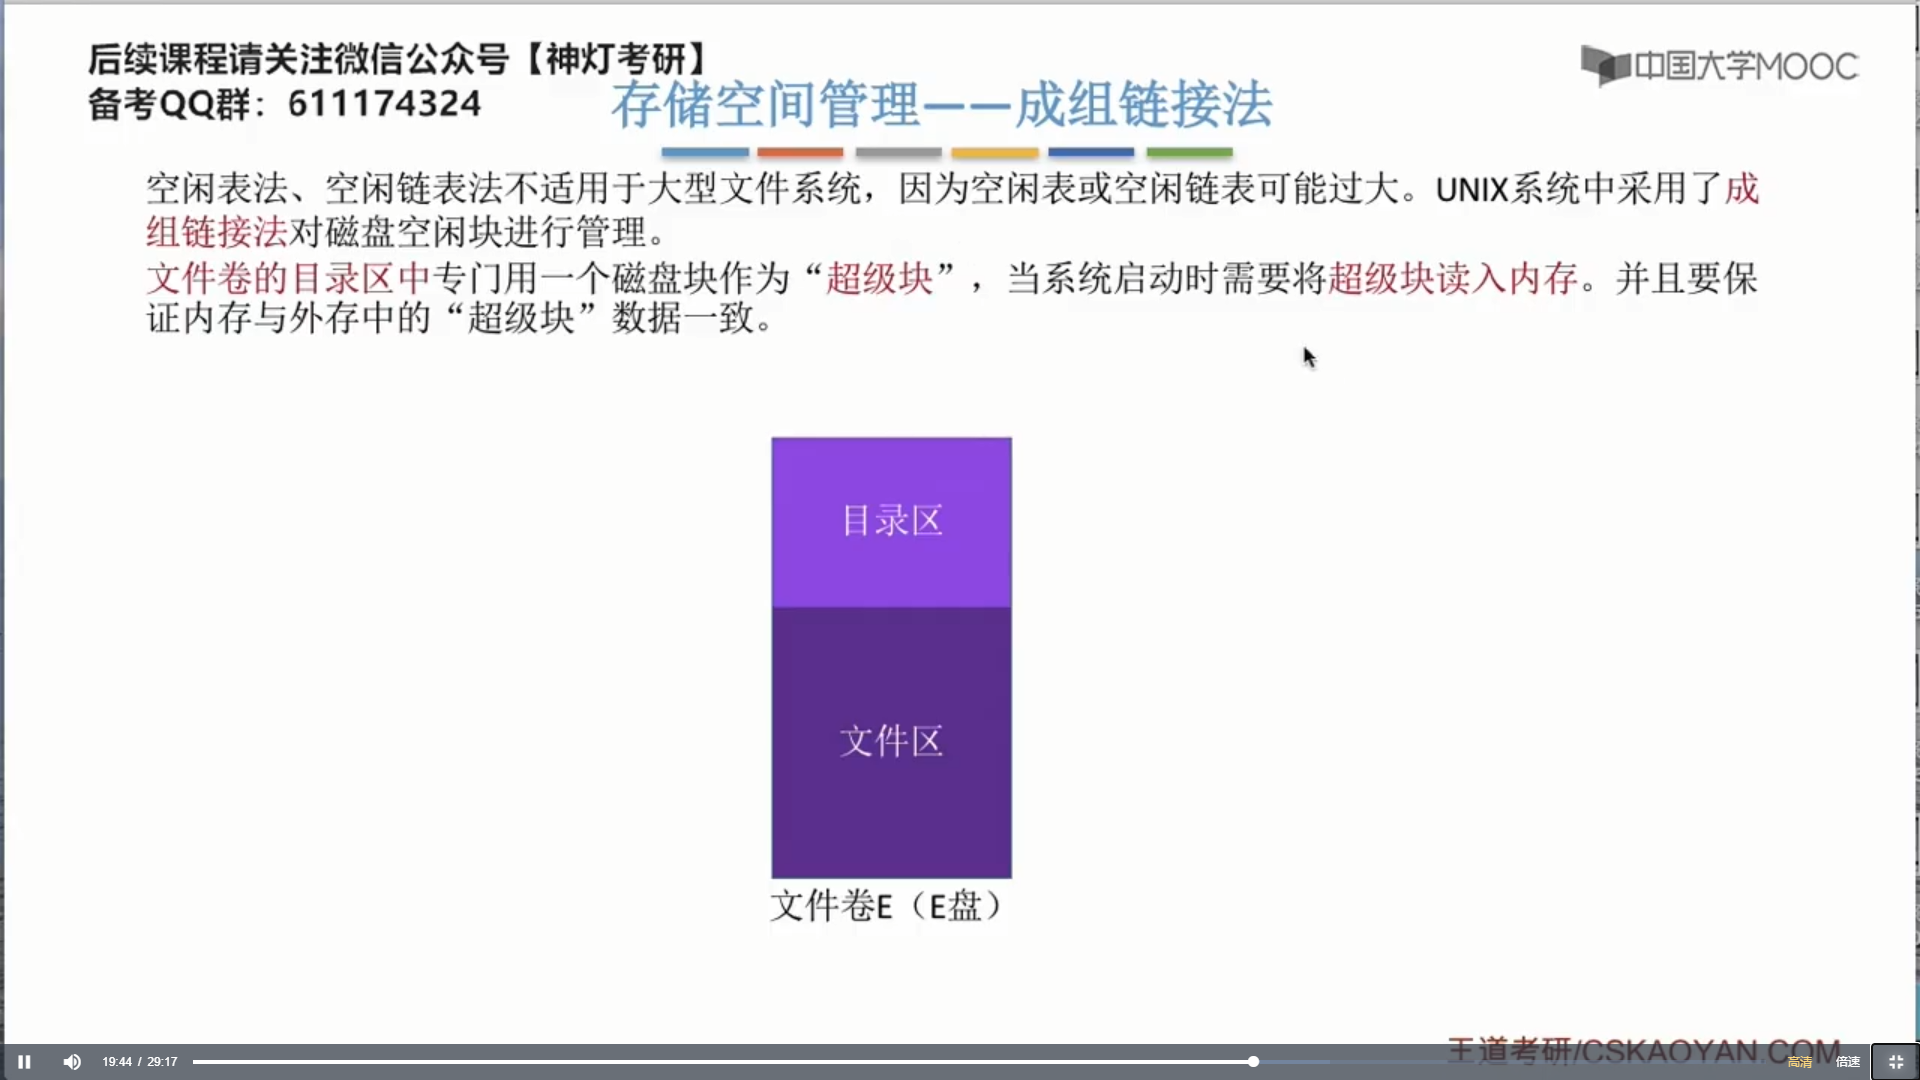 后续课程请关注微信公众号【神灯考研】
备考QQ群：611174324
中国大学MOOC
存储空间管理——成组链接法
空闲表法、空闲链表法不适用于大型文件系统，因为空闲表或空闲链表可能过大。UNIX系统中采用了成
组链接法对磁盘空闲块进行管理。
文件卷的目录区中专门用一个磁盘块作为“超级块”，当系统启动时需要将超级块读入内存。并且要保
证内存与外存中的“超级块”数据一致。
目录区
文件区
文件卷E（E盘）
王道考研/CSKAOYAN.COM
19:44 / 29:17
高清
倍速